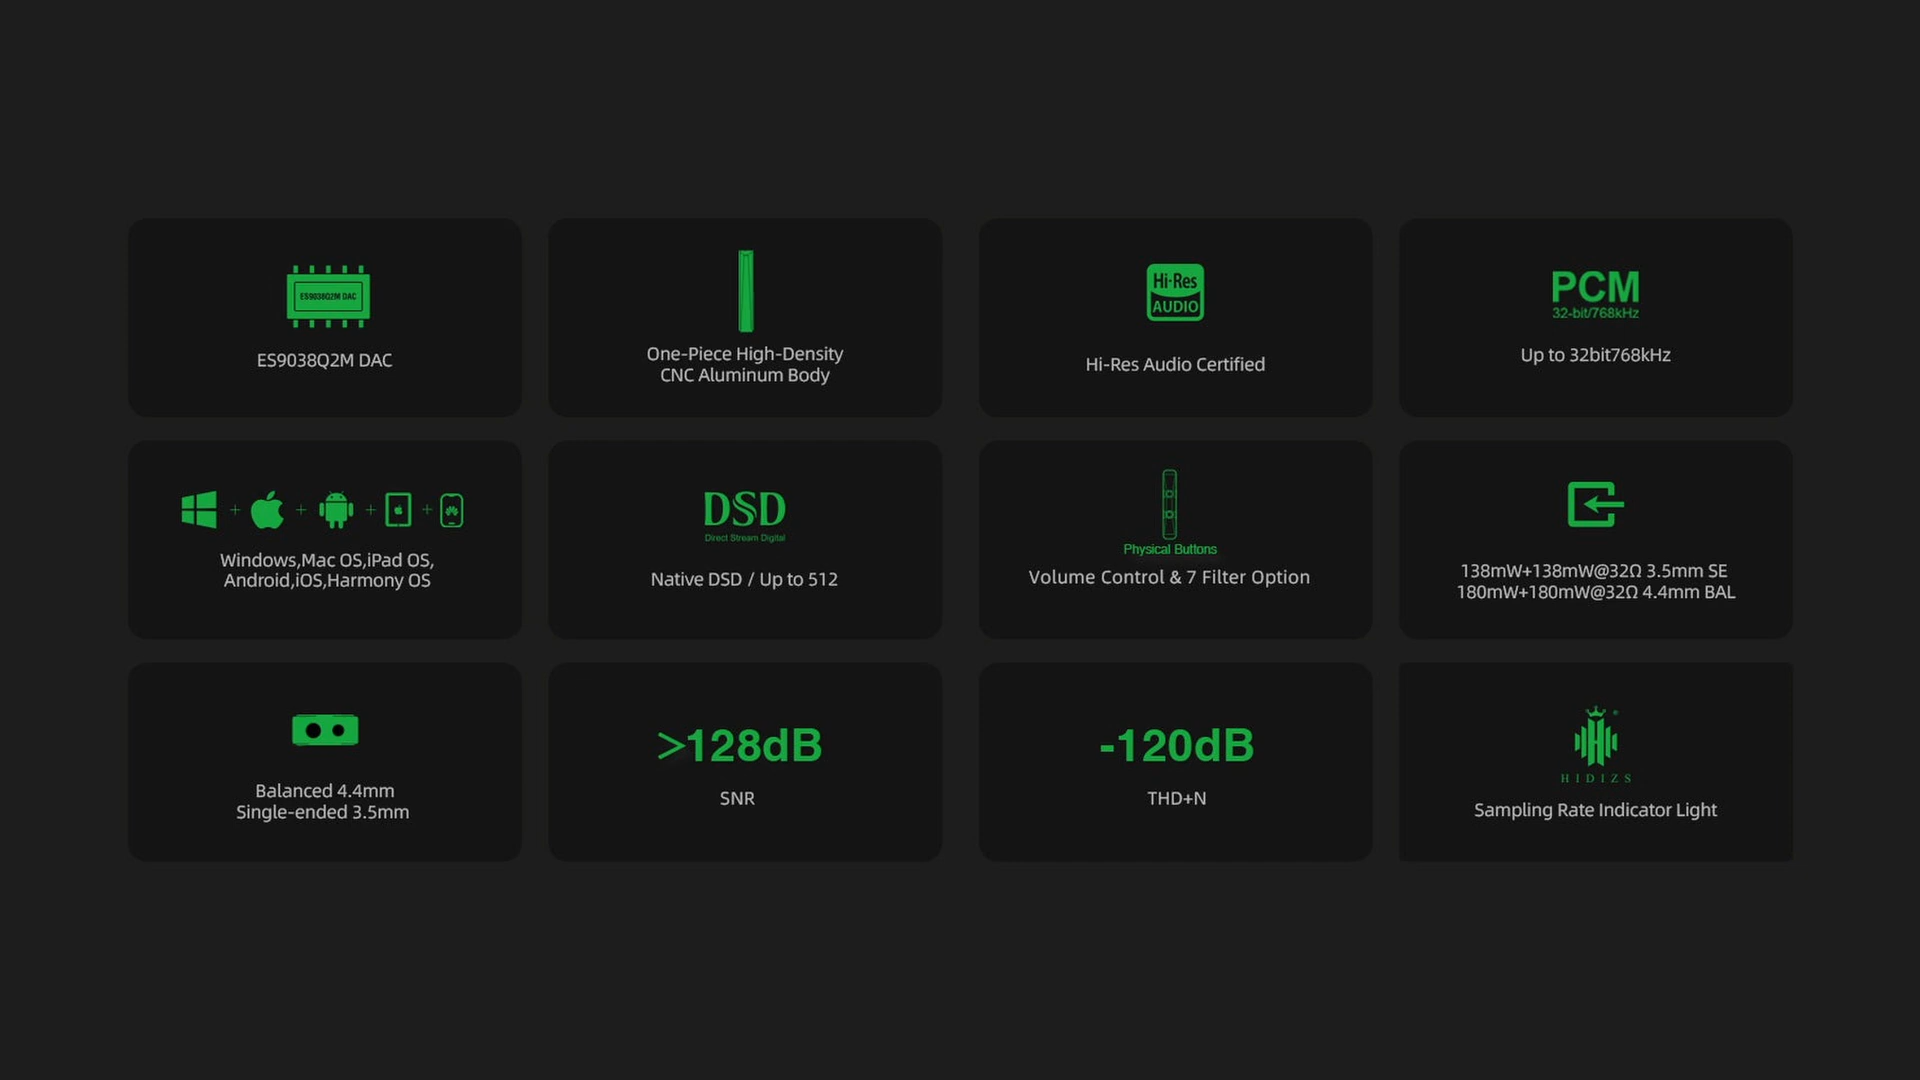 ES9038Q2M DAC
ES9038Q2M DAC
One-Piece High-Density
CNC Aluminum Body
Hi-Res
AUDIO
Hi-Res Audio Certified
PCM
32-bit/768kHz
Up to 32bit768kHz
Windows,Mac OS,iPad OS,
Android,iOS,Harmony OS
DSD
Direct Stream Digital
Native DSD / Up to 512
Physical Buttons
Volume Control & 7 Filter Option
138mW+138mW@32Ω 3.5mm SE
180mW+180mW@32Ω 4.4mm BAL
Balanced 4.4mm
Single-ended 3.5mm
>128dB
SNR
-120dB
THD+N
HIDIZS
Sampling Rate Indicator Light